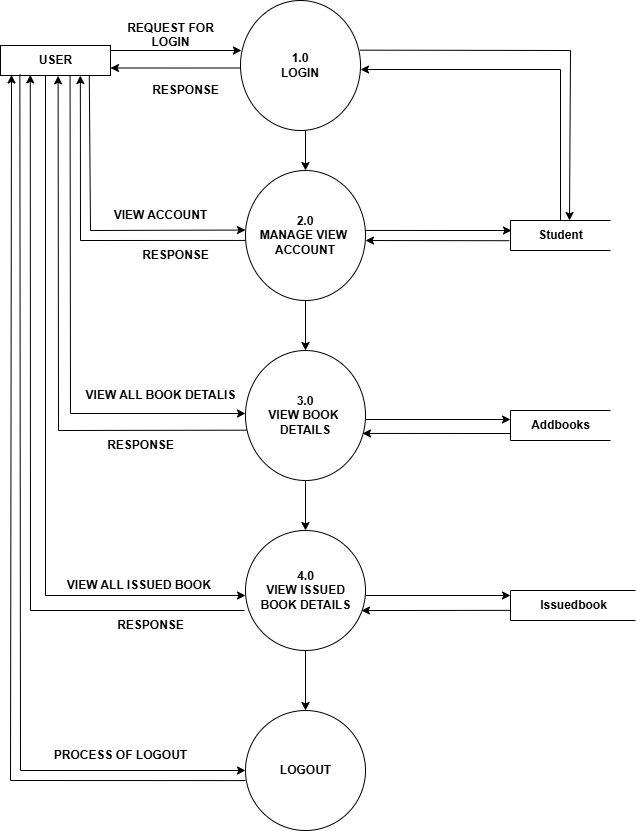 REQUEST FOR
LOGIN
USER
1.0
LOGIN
RESPONSE
VIEW ACCOUNT
2.0
MANAGE VIEW
ACCOUNT
Student
RESPONSE
VIEW ALL BOOK DETALIS
3.0
VIEW BOOK
DETAILS
Addbooks
RESPONSE
VIEW ALL ISSUED BOOK
4.0
VIEW ISSUED
BOOK DETAILS
Issuedbook
RESPONSE
PROCESS OF LOGOUT
LOGOUT